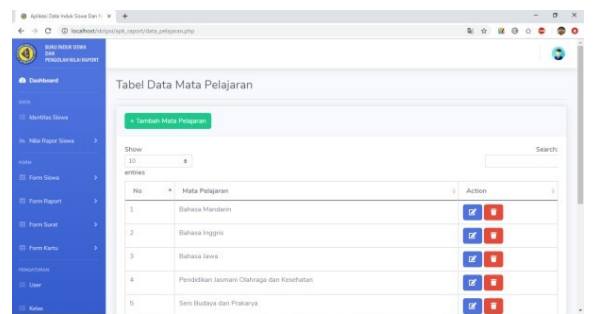 Aplikasi Data Induk Siswa Dan N
localhost/skripsi/apk_raport/data_pelajaran.php
BUKU INDUK SISWA
DAN
PENGOLAH NILAI RAPORT
Dashboard
DATA
Identitas Siswa
Nilai Rapor Siswa
FORM
Form Siswa
Form Raport
Form Surat
Form Kartu
PENGATURAN
User
Kelas
Tabel Data Mata Pelajaran
+ Tambah Mata Pelajaran
Show
10
entries
Search:
No Mata Pelajaran Action
1 Bahasa Mandarin
2 Bahasa Inggris
3 Bahasa Jawa
4 Pendidikan Jasmani Olahraga dan Kesehatan
5 Seni Budaya dan Prakarya